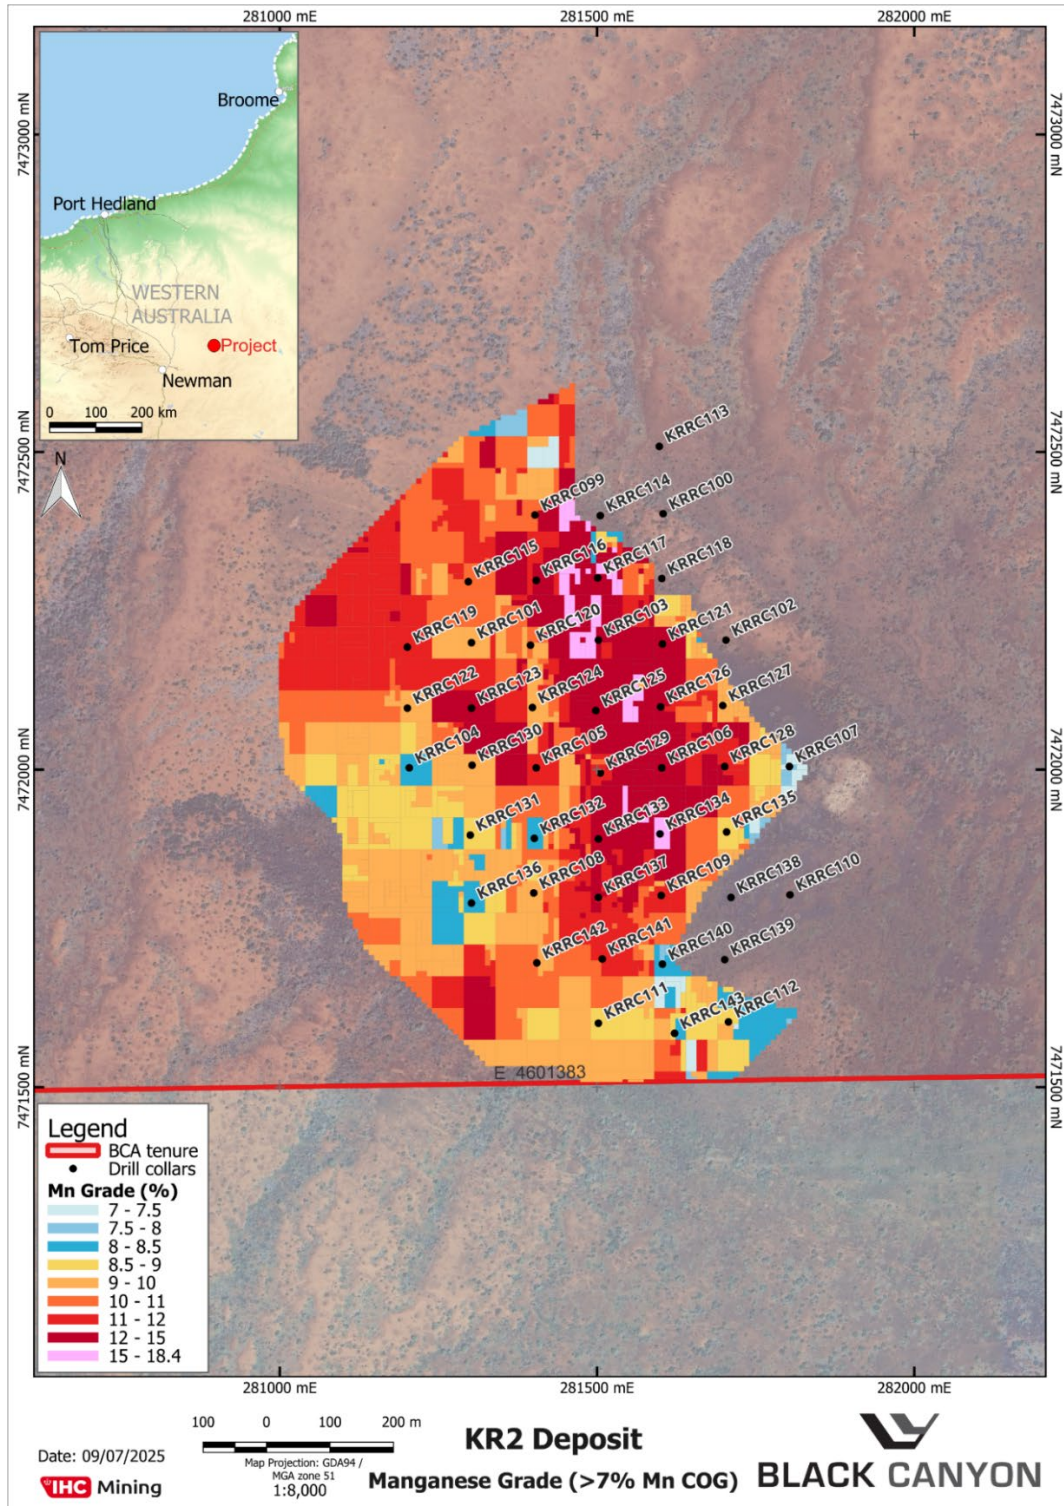 281000 mE
281500 mE
282000 mE
Broome
Port Hedland
WESTERN
AUSTRALIA
Tom Price
Project
Newman
0 100 200 km
N
7473000 mN
7472500 mN
7472000 mN
7471500 mN
7473000 mN
7472500 mN
7472000 mN
7471500 mN
KRRC113
KRRC099
KRRC114
KRRC100
KRRC115
KRRC116
KRRC117
KRRC118
KRRC119
KRRC101
KRRC120
KRRC103
KRRC121
KRRC102
KRRC122
KRRC123
KRRC124
KRRC125
KRRC126
KRRC127
KRRC104
KRRC130
KRRC105
KRRC129
KRRC106
KRRC128
KRRC107
KRRC131
KRRC132
KRRC133
KRRC134
KRRC135
KRRC136
KRRC108
KRRC137
KRRC109
KRRC138
KRRC110
KRRC142
KRRC141
KRRC140
KRRC139
KRRC111
KRRC143
KRRC112
E 4601383
Legend
BCA tenure
Drill collars
Mn Grade (%)
7 - 7.5
7.5 - 8
8 - 8.5
8.5 - 9
9 - 10
10 - 11
11 - 12
12 - 15
15 - 18.4
281000 mE
281500 mE
282000 mE
100 0 100 200 m
Map Projection: GDA94 /
MGA zone 51
1:8,000
Date: 09/07/2025
IHC Mining
KR2 Deposit
Manganese Grade (>7% Mn COG)
BLACK CANYON